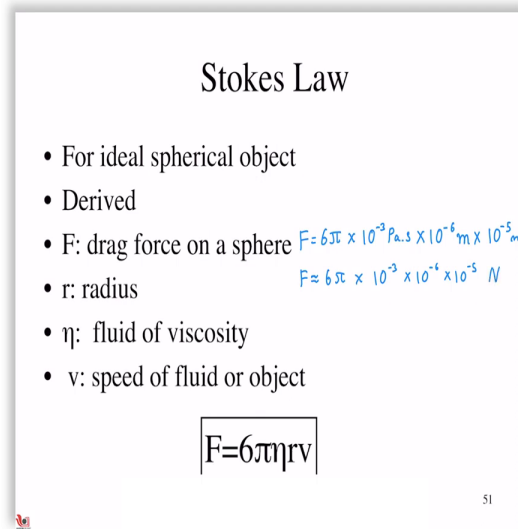 Stokes Law
• For ideal spherical object
• Derived
• F: drag force on a sphere F=6π × 10⁻³ Pa.s × 10⁻⁶ m × 10⁻⁵ m
F≈ 6π × 10⁻³ × 10⁻⁶ × 10⁻⁵ N
• r: radius
• η: fluid of viscosity
• v: speed of fluid or object
F=6πηrv
51